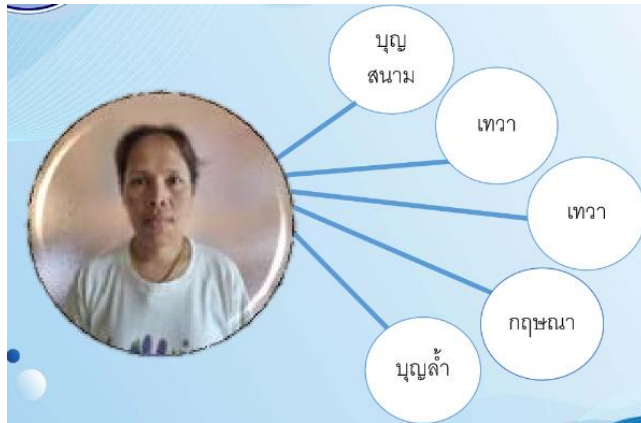 บุญ
สนาม
เทวา
เทวา
กฤษณา
บุญล้ำ